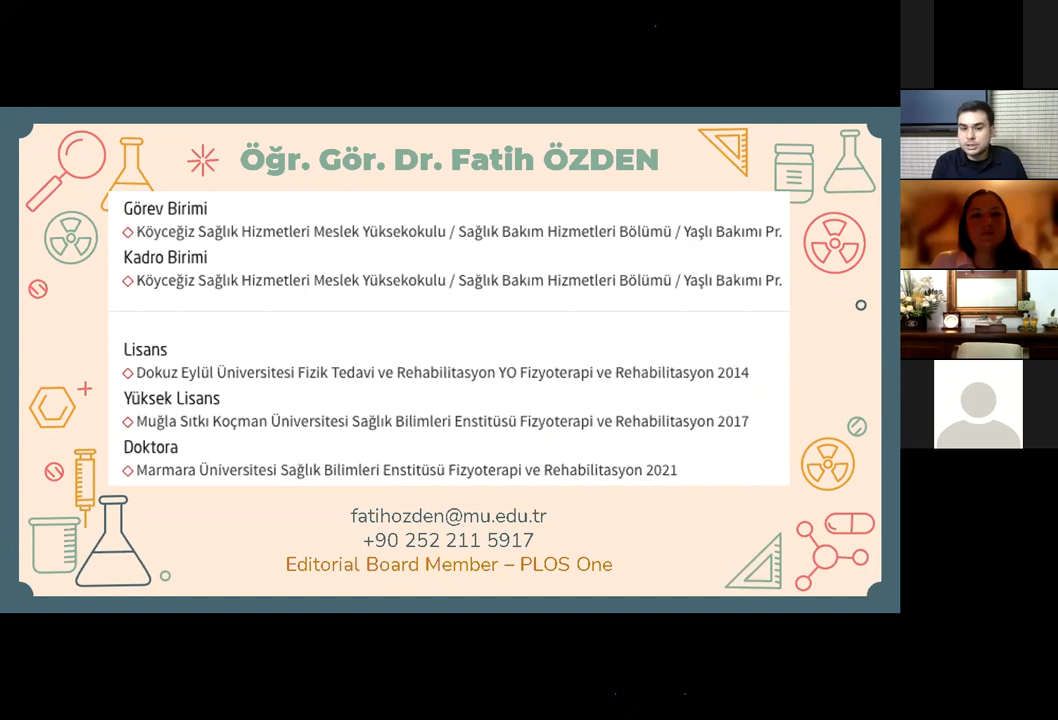 Öğr. Gör. Dr. Fatih ÖZDEN
Görev Birimi
Köyceğiz Sağlık Hizmetleri Meslek Yüksekokulu / Sağlık Bakım Hizmetleri Bölümü / Yaşlı Bakımı Pr.
Kadro Birimi
Köyceğiz Sağlık Hizmetleri Meslek Yüksekokulu / Sağlık Bakım Hizmetleri Bölümü / Yaşlı Bakımı Pr.
Lisans
Dokuz Eylül Üniversitesi Fizik Tedavi ve Rehabilitasyon YO Fizyoterapi ve Rehabilitasyon 2014
Yüksek Lisans
Muğla Sıtkı Koçman Üniversitesi Sağlık Bilimleri Enstitüsü Fizyoterapi ve Rehabilitasyon 2017
Doktora
Marmara Üniversitesi Sağlık Bilimleri Enstitüsü Fizyoterapi ve Rehabilitasyon 2021
fatihozden@mu.edu.tr
+90 252 211 5917
Editorial Board Member – PLOS One